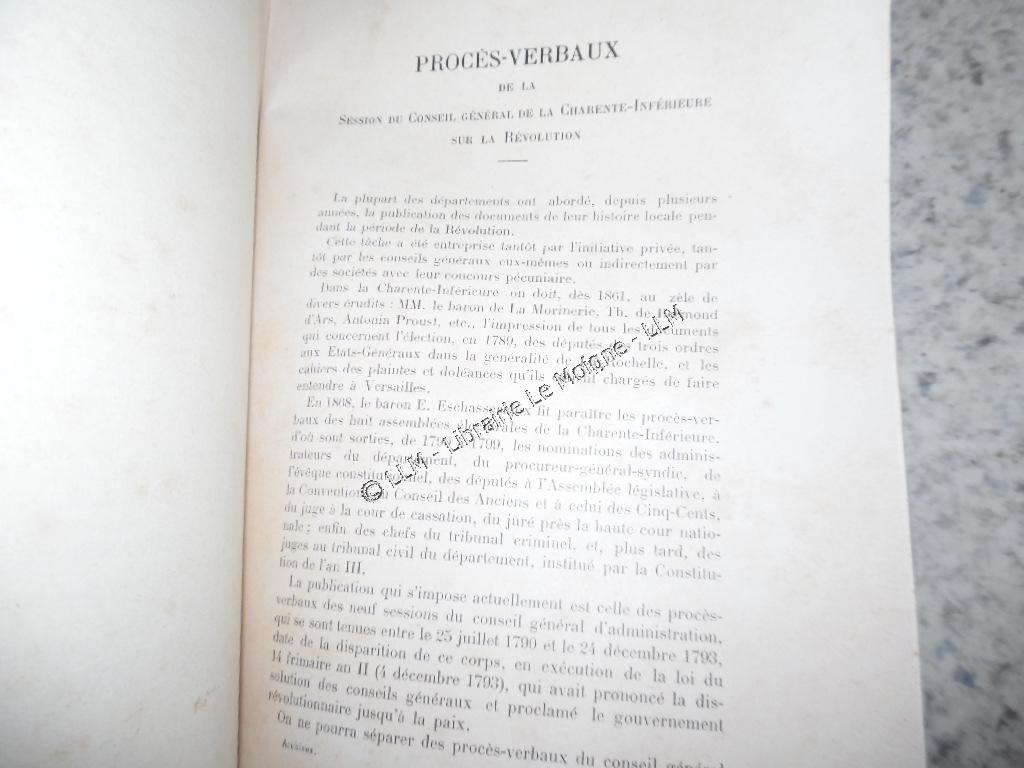 PROCÈS-VERBAUX
DE LA
SESSION DU CONSEIL GÉNÉRAL DE LA CHARENTE-INFÉRIEURE
SUR LA RÉVOLUTION
La plupart des départements ont abordé, depuis plusieurs
années, la publication des documents de leur histoire locale pen-
dant la période de la Révolution.
Cette tâche a été entreprise tantôt par l'initiative privée, tan-
tôt par les conseils généraux eux-mêmes ou indirectement par
des sociétés avec leur concours pécuniaire.
Dans la Charente-Inférieure on doit, dès 1861, au zèle de
divers érudits : MM. le baron de La Morinerie, Th. de
d'Ars, Antonin Proust, etc., l'impression de tous les documents
qui concernent l'élection, en 1789, des députés trois ordres
aux Etats-Généraux dans la généralité de Rochelle, et les
cahiers des plaintes et doléances qu'ils chargés de faire
entendre à Versailles.
En 1868, le baron E. fit paraître les procès-ver-
baux des huit assemblées de la Charente-Inférieure,
d'où sont sorties, de 1799, les nominations des adminis-
trateurs du département, du procureur-général-syndic, de
l'évêque constitutionnel, des députés à l'Assemblée législative, à
la Convention, au Conseil des Anciens et à celui des Cinq-Cents,
du juge à la cour de cassation, du juré près la haute cour natio-
nale ; enfin des chefs du tribunal criminel, et, plus tard, des
juges au tribunal civil du département, institué par la Constitu-
tion de l'an III.
La publication qui s'impose actuellement est celle des procès-
verbaux des neuf sessions du conseil général d'administration,
qui se sont tenues entre le 25 juillet 1790 et le 24 décembre 1793,
date de la disparition de ce corps, en exécution de la loi du
14 frimaire an II (4 décembre 1793), qui avait prononcé la dis-
solution des conseils généraux et proclamé le gouvernement
révolutionnaire jusqu'à la paix.
On ne pourra séparer des procès-verbaux du conseil général
Archives.
© LLM - Librairie Le Moigne - LLM